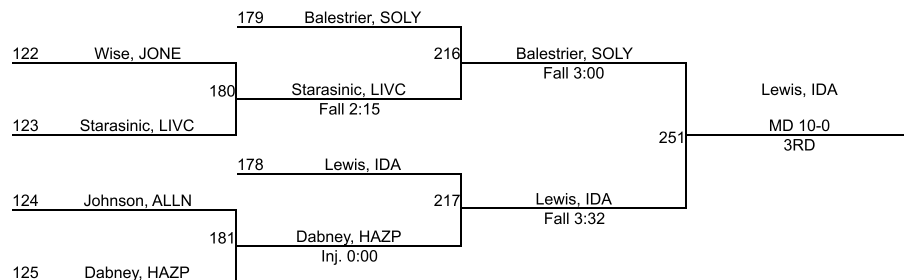 179 Balestrier, SOLY
122 Wise, JONE
216 Balestrier, SOLY
Fall 3:00
180 Starasinic, LIVC
Fall 2:15
Lewis, IDA
123 Starasinic, LIVC
MD 10-0
251
3RD
178 Lewis, IDA
124 Johnson, ALLN
217 Lewis, IDA
Fall 3:32
181 Dabney, HAZP
Inj. 0:00
125 Dabney, HAZP